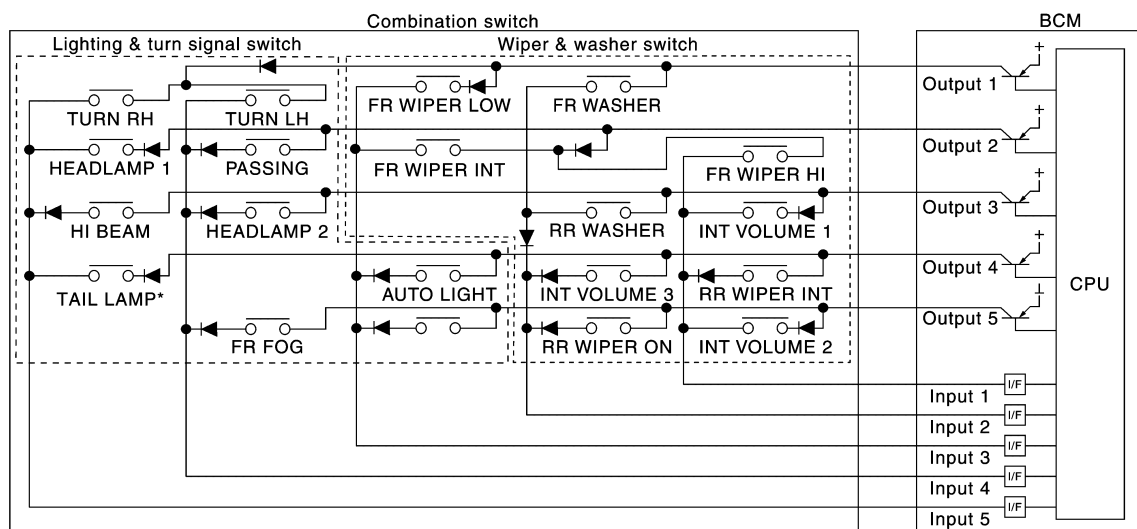 Combination switch
BCM
Lighting & turn signal switch
Wiper & washer switch
Output 1
TURN RH
TURN LH
FR WIPER LOW
FR WASHER
Output 2
HEADLAMP 1
PASSING
FR WIPER INT
FR WIPER HI
Output 3
HI BEAM
HEADLAMP 2
RR WASHER
INT VOLUME 1
Output 4
TAIL LAMP*
AUTO LIGHT
INT VOLUME 3
RR WIPER INT
CPU
Output 5
FR FOG
RR WIPER ON
INT VOLUME 2
Input 1
I/F
Input 2
I/F
Input 3
I/F
Input 4
I/F
Input 5
I/F